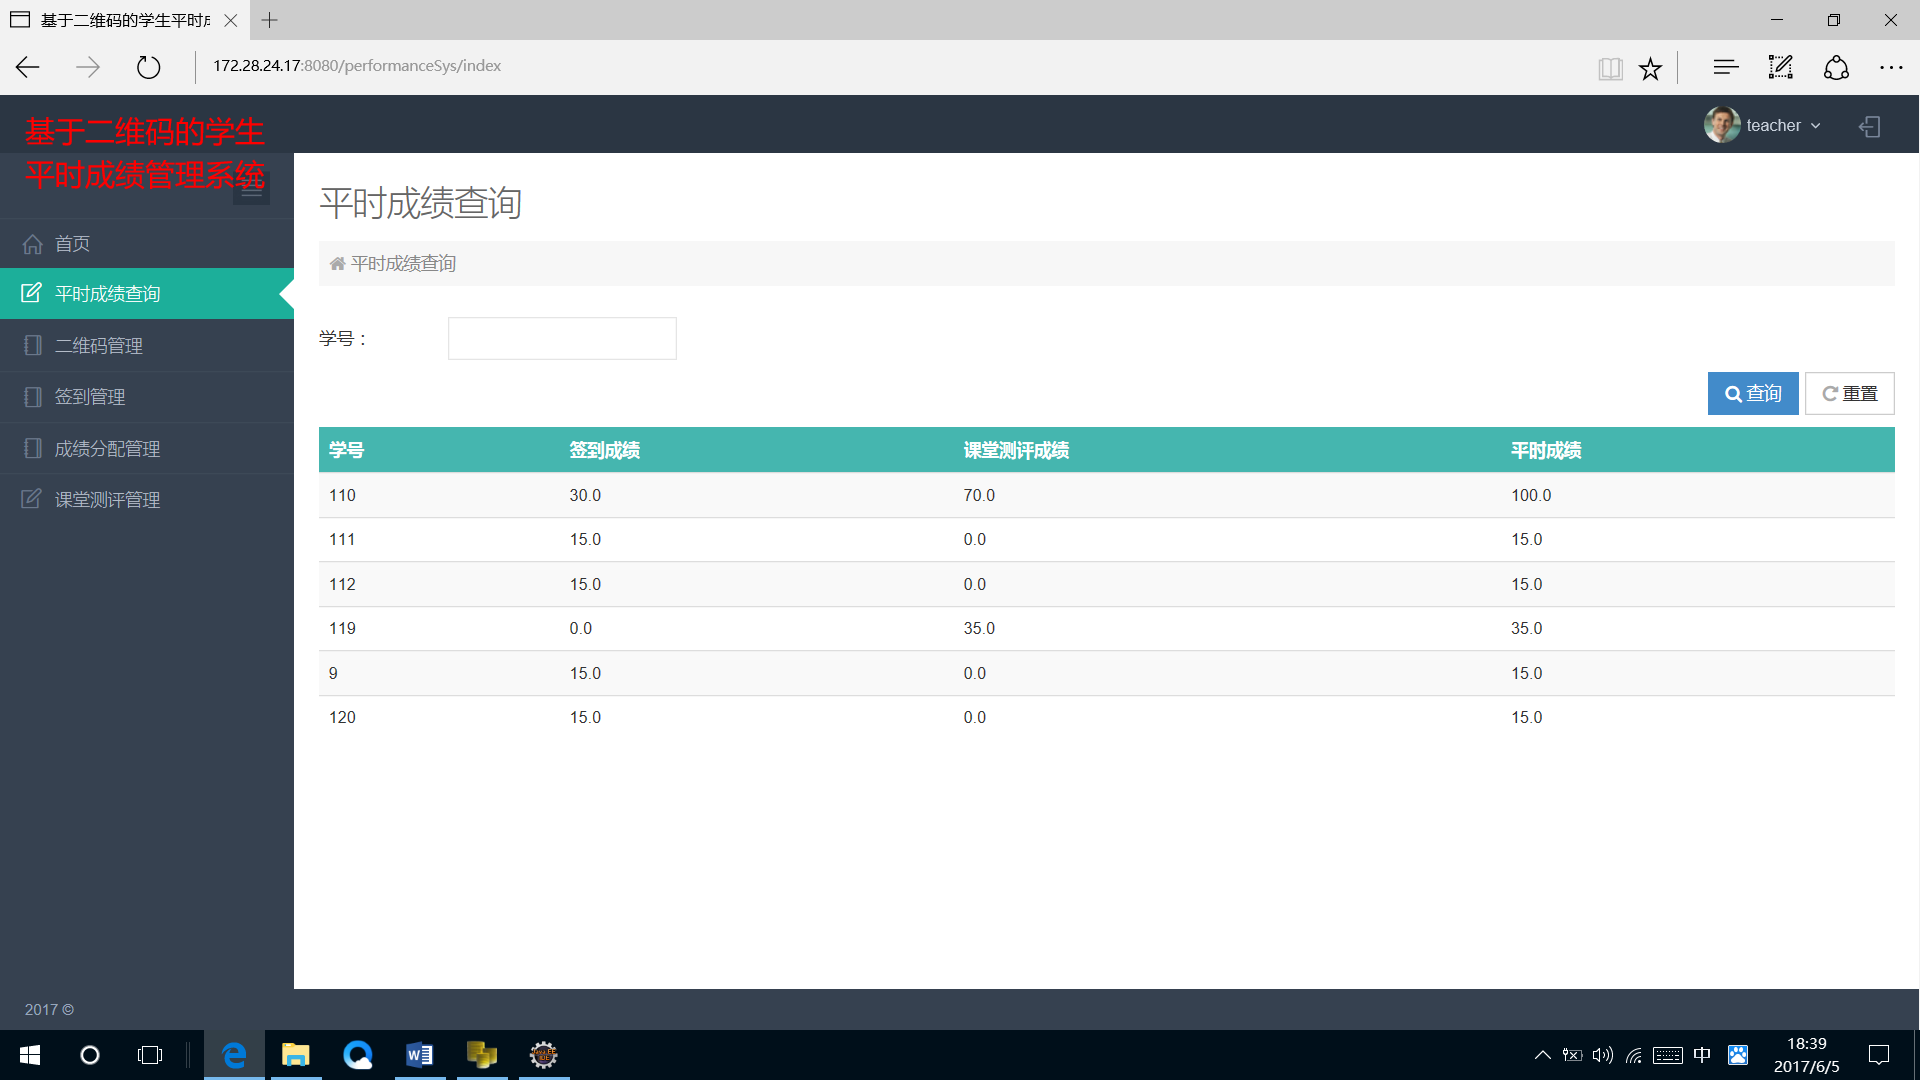 基于二维码的学生平时
172.28.24.17:8080/performanceSys/index
基于二维码的学生
平时成绩管理系统
teacher
首页
平时成绩查询
二维码管理
签到管理
成绩分配管理
课堂测评管理
平时成绩查询
平时成绩查询
学号：
查询 重置
学号 签到成绩 课堂测评成绩 平时成绩
110 30.0 70.0 100.0
111 15.0 0.0 15.0
112 15.0 0.0 15.0
119 0.0 35.0 35.0
9 15.0 0.0 15.0
120 15.0 0.0 15.0
2017 ©
中
18:39
2017/6/5